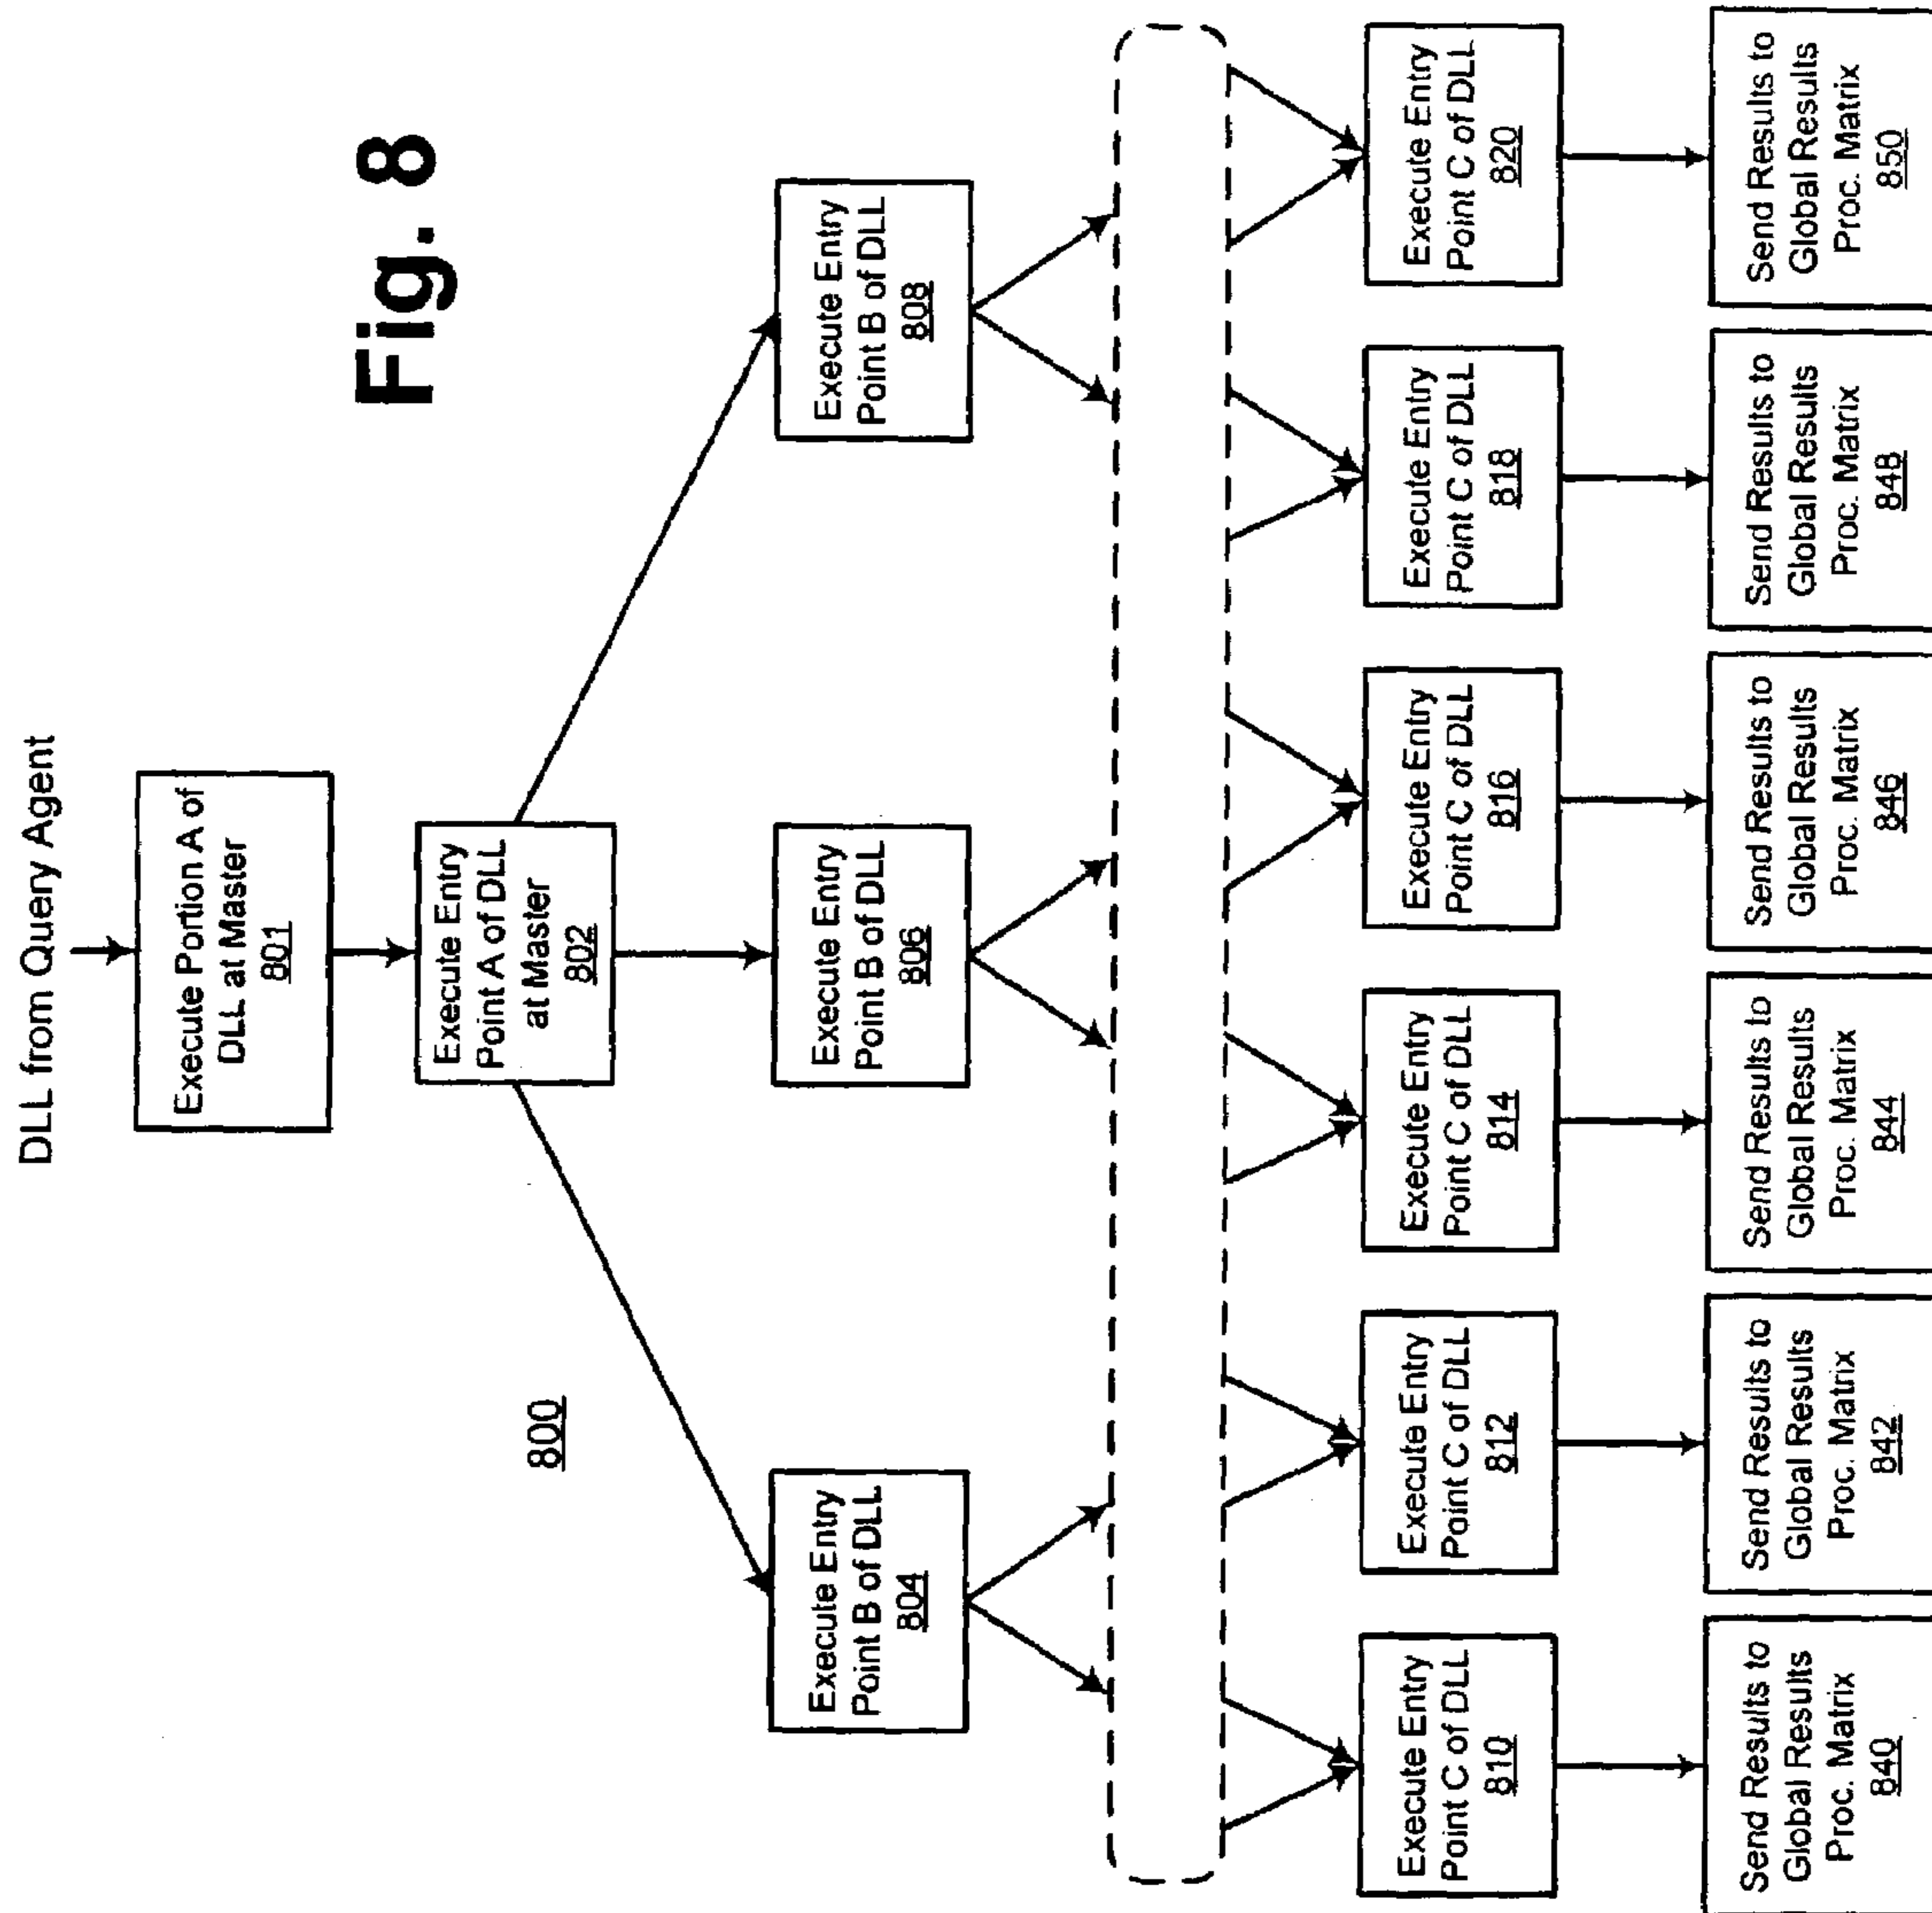 DLL from Query Agent
Execute Portion A of
DLL at Master
801
Execute Entry
Point A of DLL
at Master
802
800
Fig. 8
Execute Entry
Point B of DLL
804
Execute Entry
Point B of DLL
806
Execute Entry
Point B of DLL
808
Execute Entry
Point C of DLL
810
Execute Entry
Point C of DLL
812
Execute Entry
Point C of DLL
814
Execute Entry
Point C of DLL
816
Execute Entry
Point C of DLL
818
Execute Entry
Point C of DLL
820
Send Results to
Global Results
Proc. Matrix
840
Send Results to
Global Results
Proc. Matrix
842
Send Results to
Global Results
Proc. Matrix
844
Send Results to
Global Results
Proc. Matrix
846
Send Results to
Global Results
Proc. Matrix
848
Send Results to
Global Results
Proc. Matrix
850